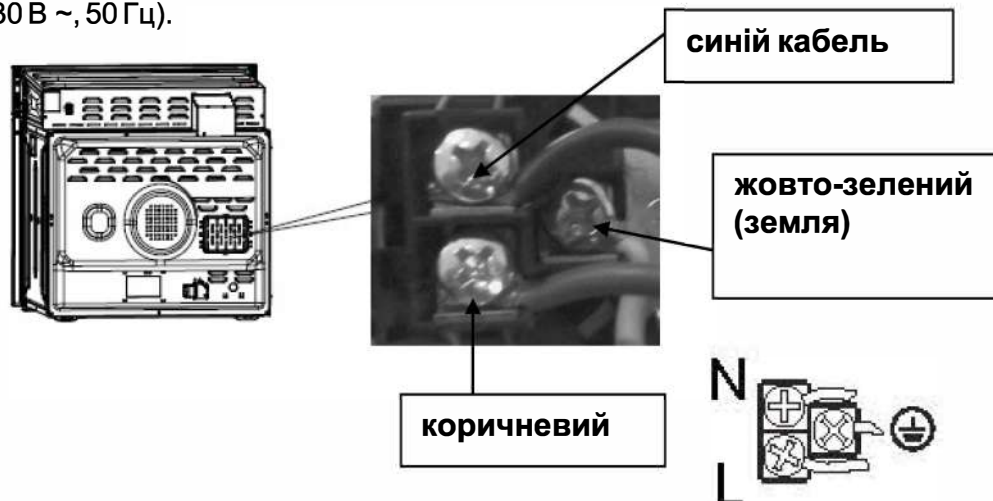 30 В ~, 50 Гц).
синій кабель
жовто-зелений
(земля)
коричневий
N
L